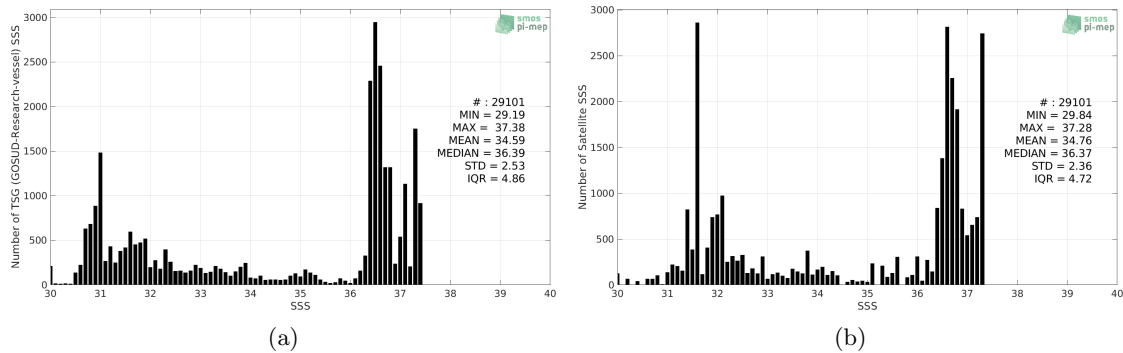 3000
2500
2000
1500
1000
500
0
Number of TSG (GOSUD-Research-vessel) SSS
30 31 32 33 34 35 36 37 38 39 40
SSS
smos
pi-mep
# : 29101
MIN = 29.19
MAX = 37.38
MEAN = 34.59
MEDIAN = 36.39
STD = 2.53
IQR = 4.86
(a)
3000
2500
2000
1500
1000
500
0
Number of Satellite SSS
30 31 32 33 34 35 36 37 38 39 40
SSS
smos
pi-mep
# : 29101
MIN = 29.84
MAX = 37.28
MEAN = 34.76
MEDIAN = 36.37
STD = 2.36
IQR = 4.72
(b)